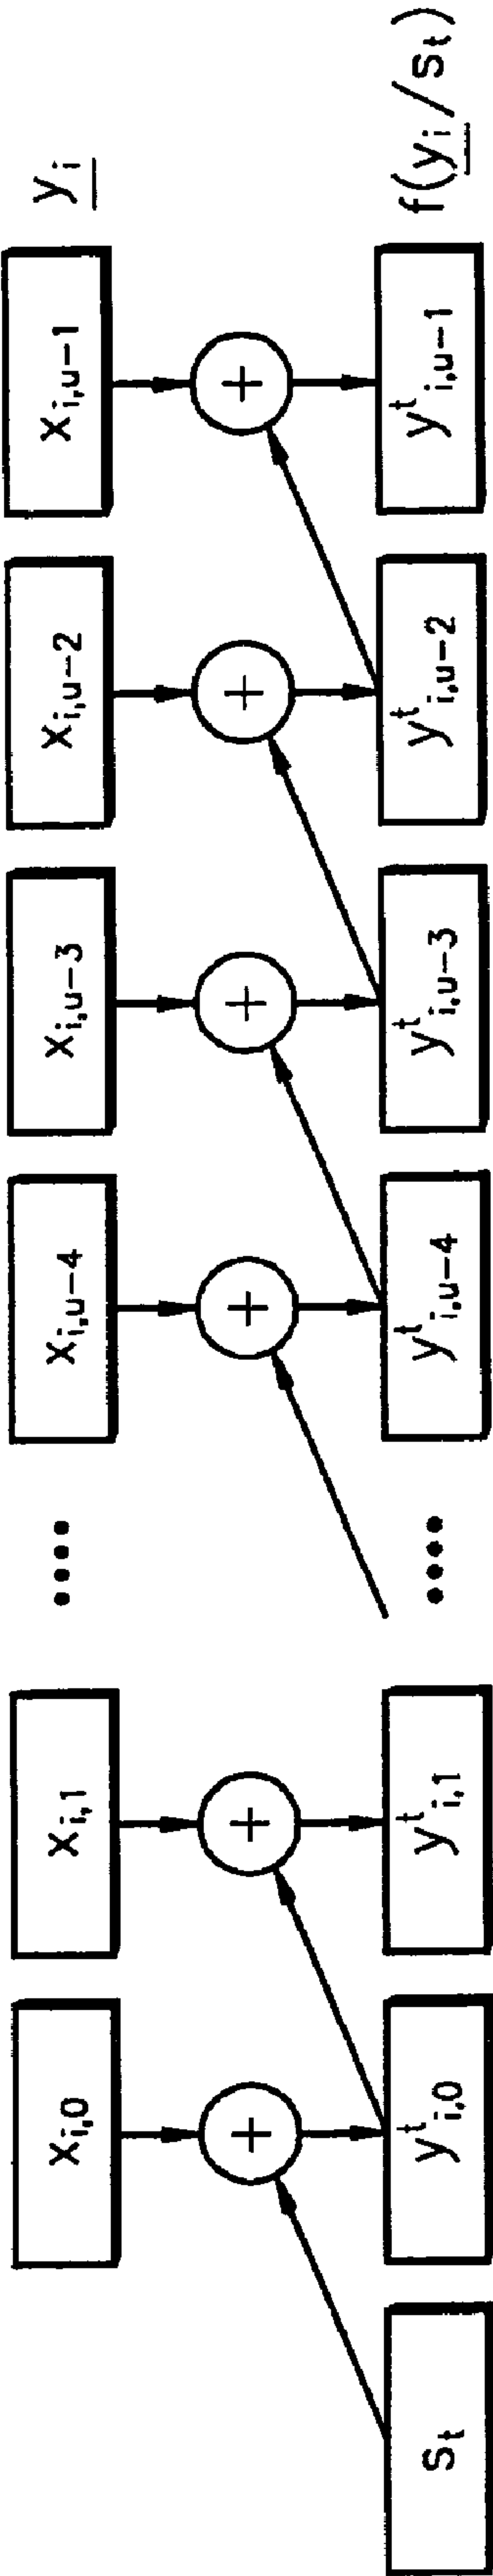 x_{i,0} x_{i,1} •••• x_{i,u-4} x_{i,u-3} x_{i,u-2} x_{i,u-1} y_i
+ + + + + +
S_t y^t_{i,0} y^t_{i,1} •••• y^t_{i,u-4} y^t_{i,u-3} y^t_{i,u-2} y^t_{i,u-1} f(y_i/S_t)